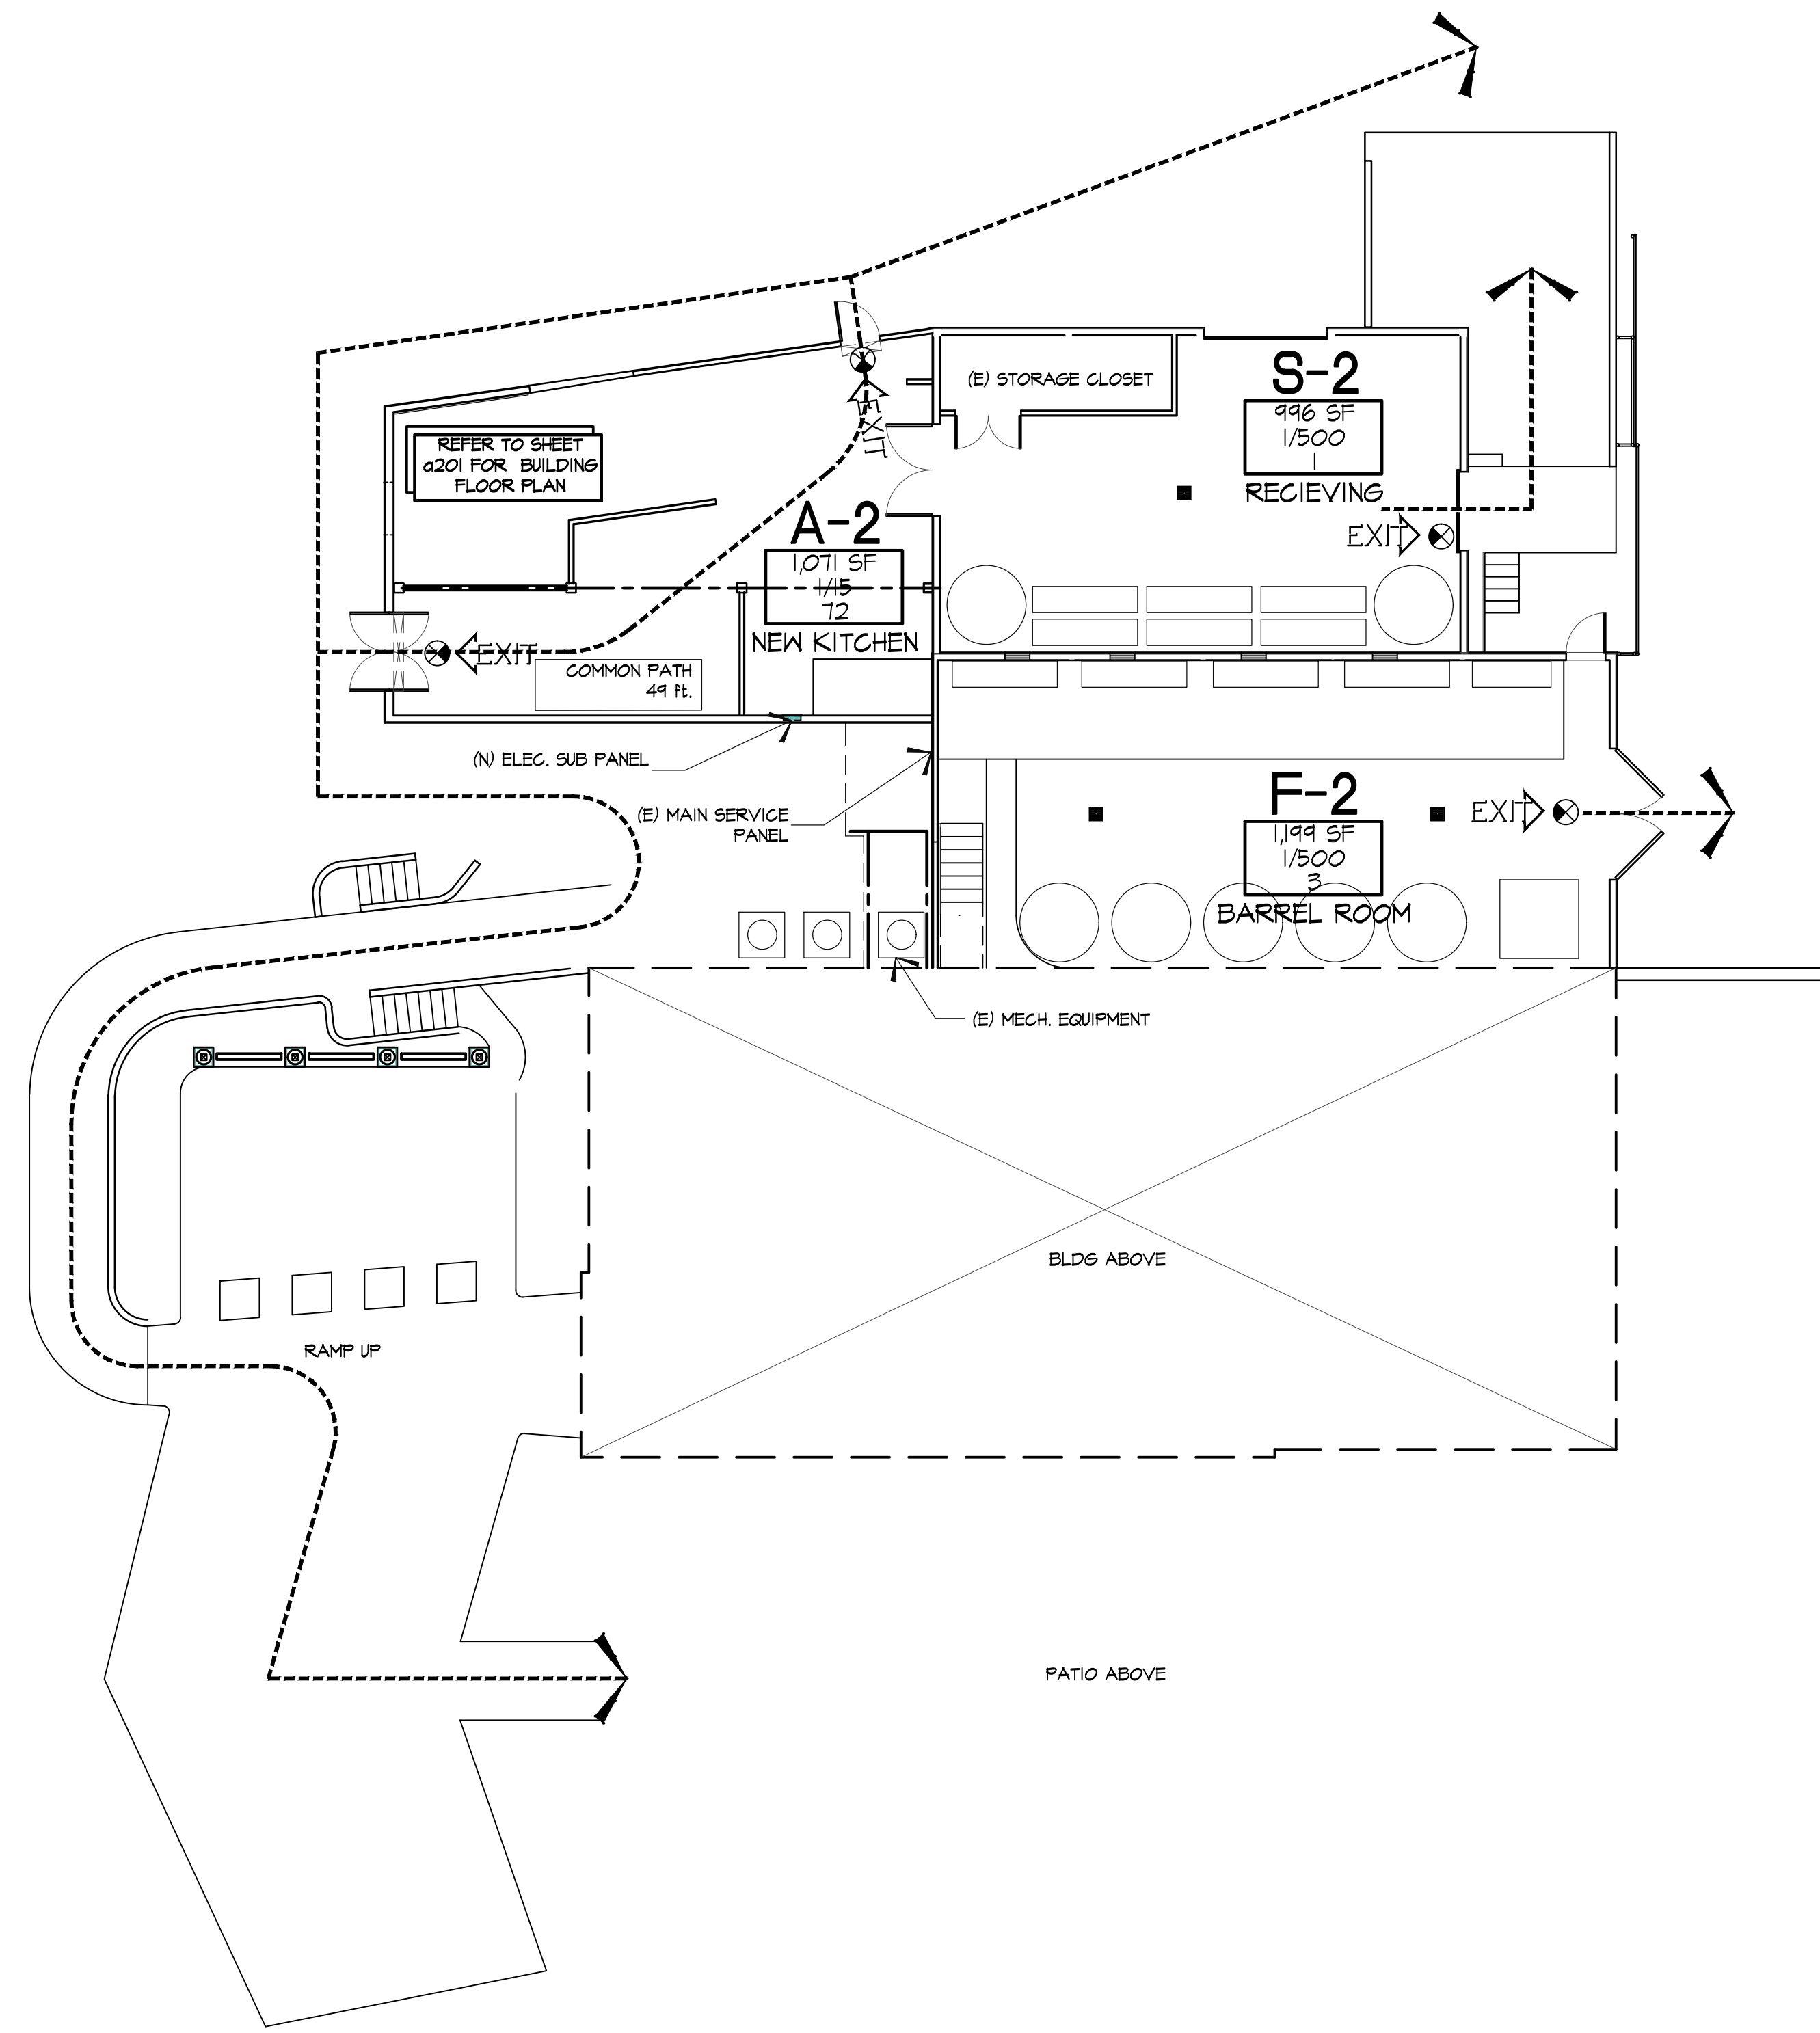 (E) STORAGE CLOSET
S-2
996 SF
1/500
1
RECIEVING
EXIT
REFER TO SHEET
a201 FOR BUILDING
FLOOR PLAN
EXIT
A-2
1,071 SF
1/15
72
NEW KITCHEN
EXIT
COMMON PATH
49 ft.
(N) ELEC. SUB PANEL
(E) MAIN SERVICE
PANEL
F-2
1,199 SF
1/500
3
BARREL ROOM
EXIT
(E) MECH. EQUIPMENT
BLDG ABOVE
RAMP UP
PATIO ABOVE